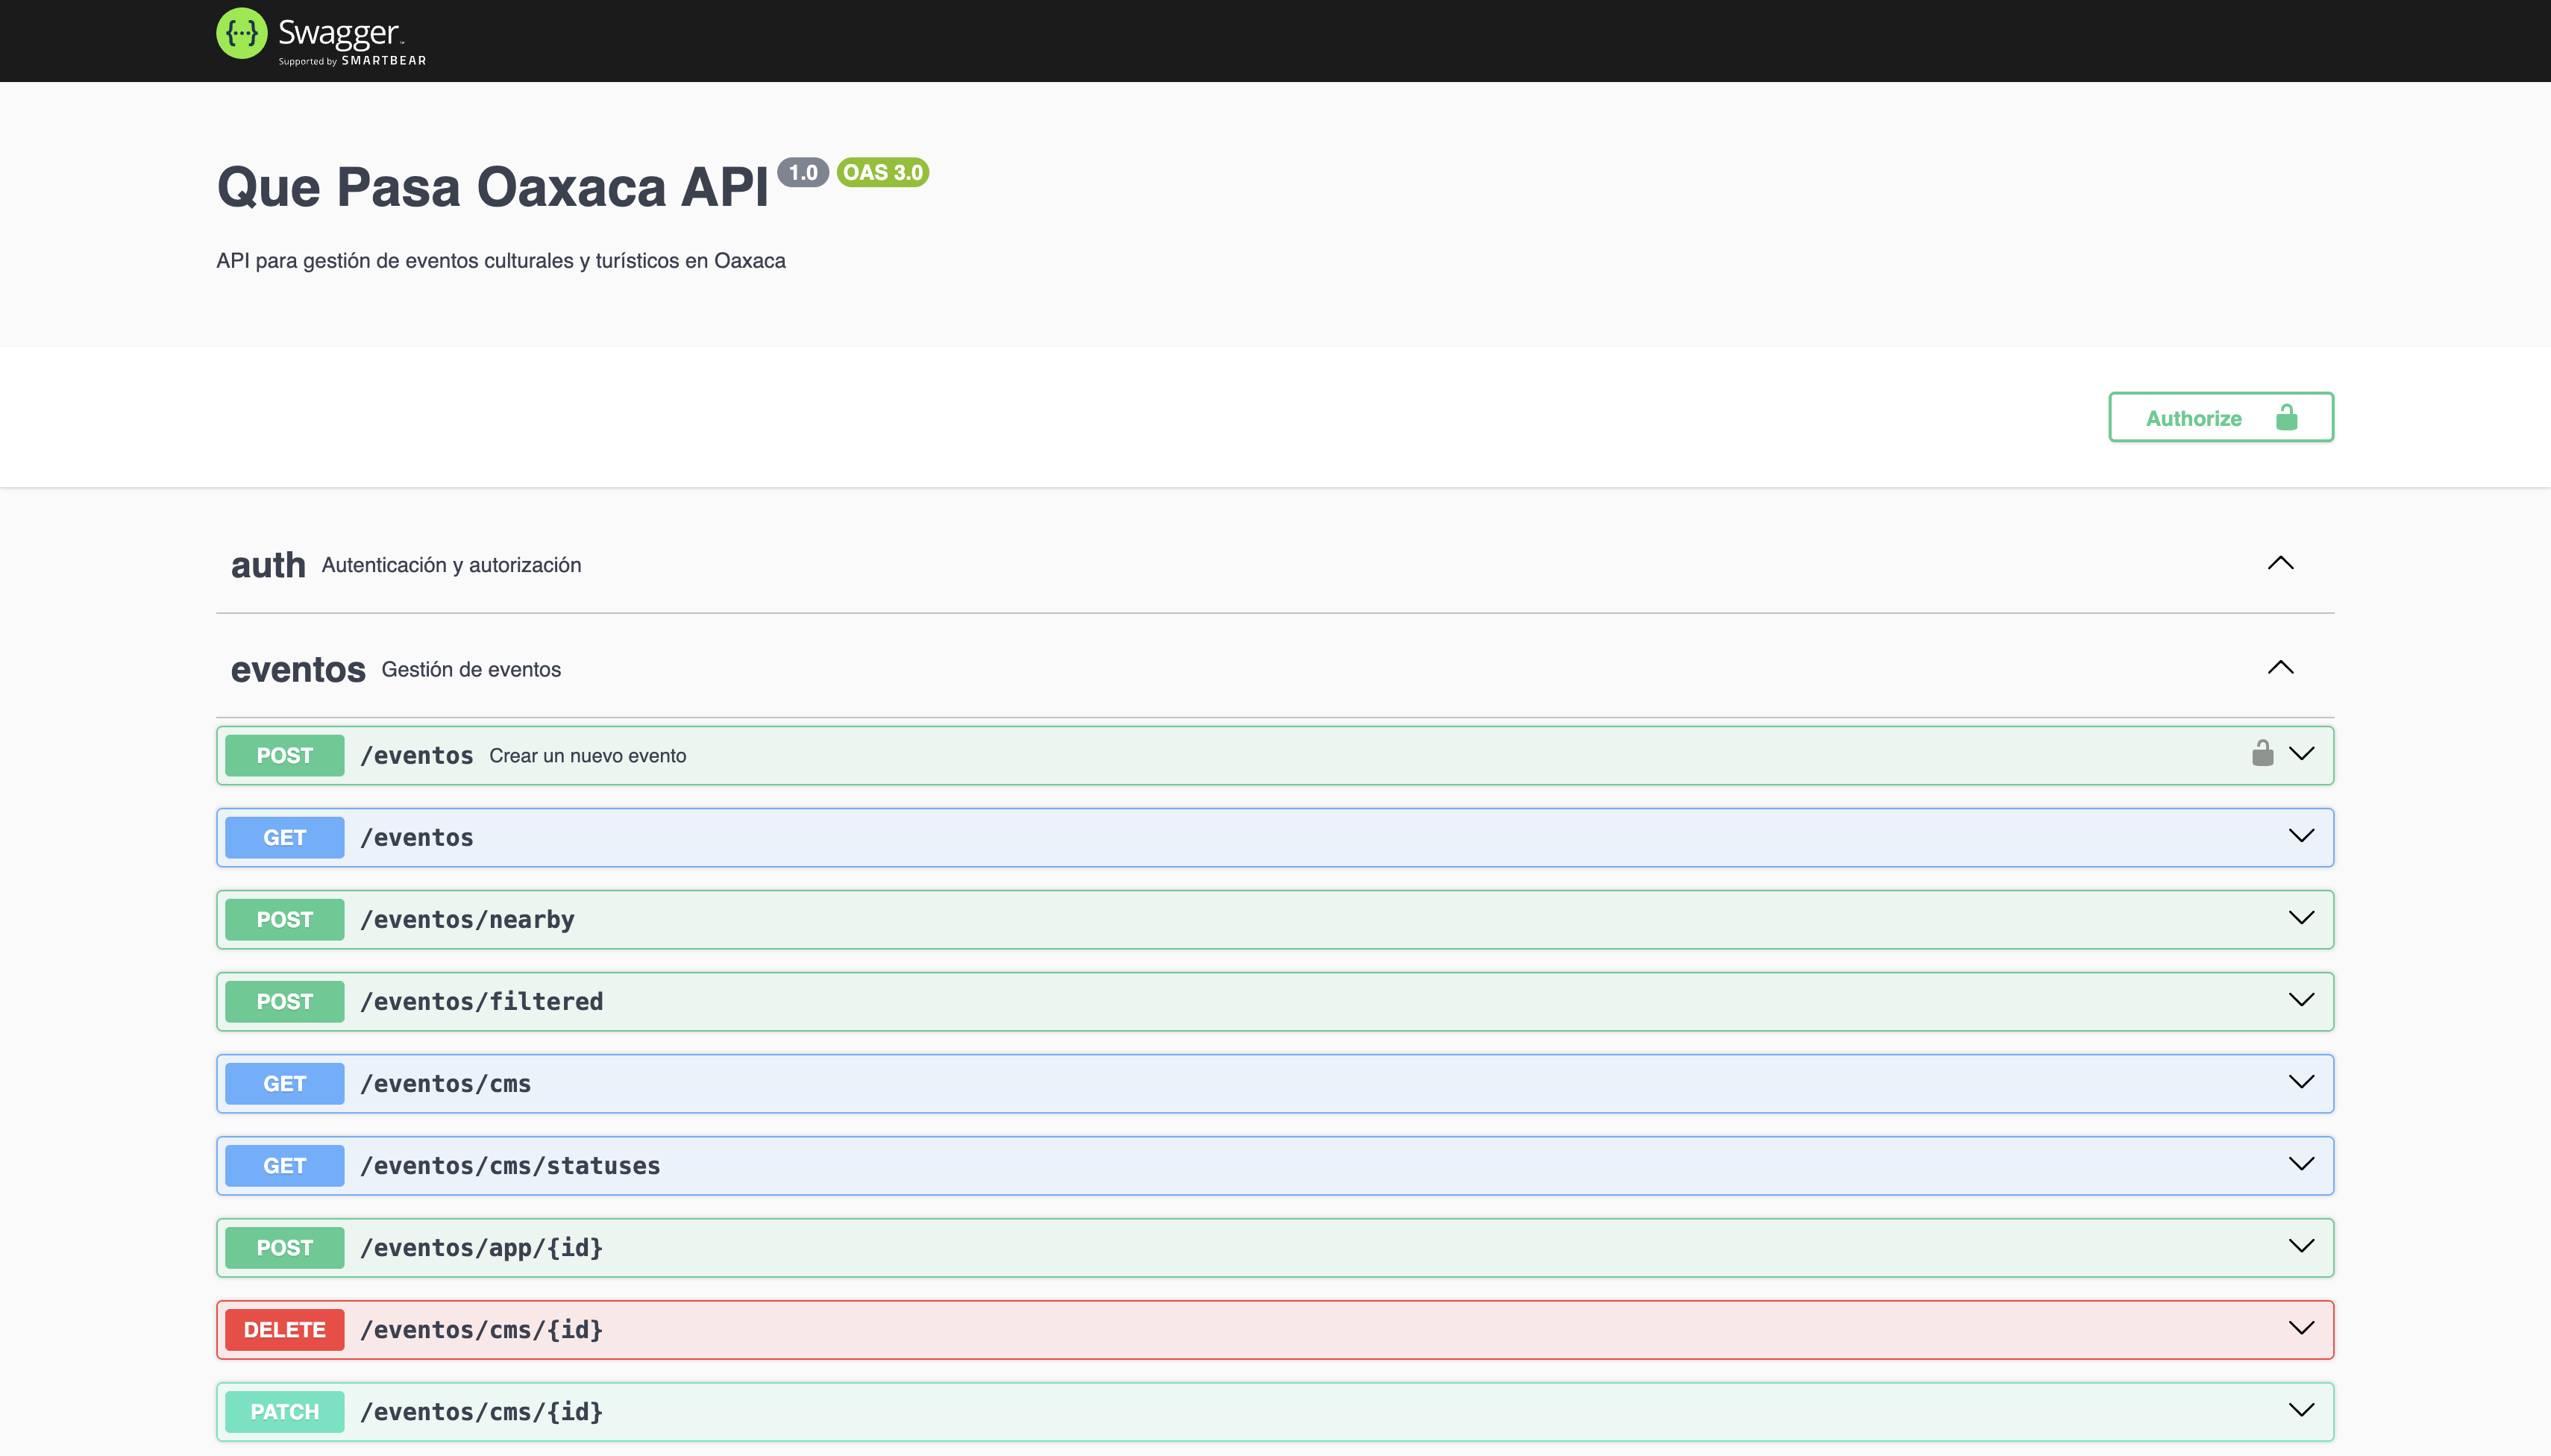 {···} Swagger
Supported by SMARTBEAR
Que Pasa Oaxaca API 1.0 OAS 3.0
API para gestión de eventos culturales y turísticos en Oaxaca
Authorize
auth Autenticación y autorización
eventos Gestión de eventos
POST /eventos Crear un nuevo evento
GET /eventos
POST /eventos/nearby
POST /eventos/filtered
GET /eventos/cms
GET /eventos/cms/statuses
POST /eventos/app/{id}
DELETE /eventos/cms/{id}
PATCH /eventos/cms/{id}